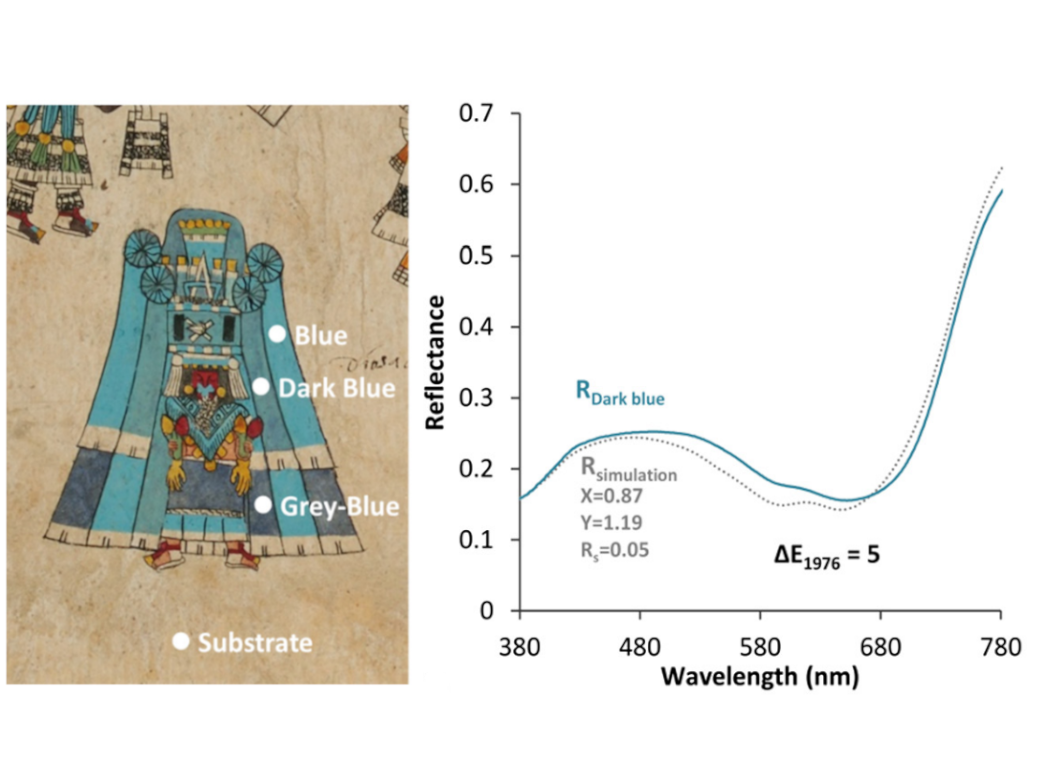 Blue
Dark Blue
Grey-Blue
Substrate
0.7
0.6
0.5
0.4
0.3
0.2
0.1
0
Reflectance
R Dark blue
R simulation
X=0.87
Y=1.19
Rs=0.05
ΔE1976 = 5
380 480 580 680 780
Wavelength (nm)